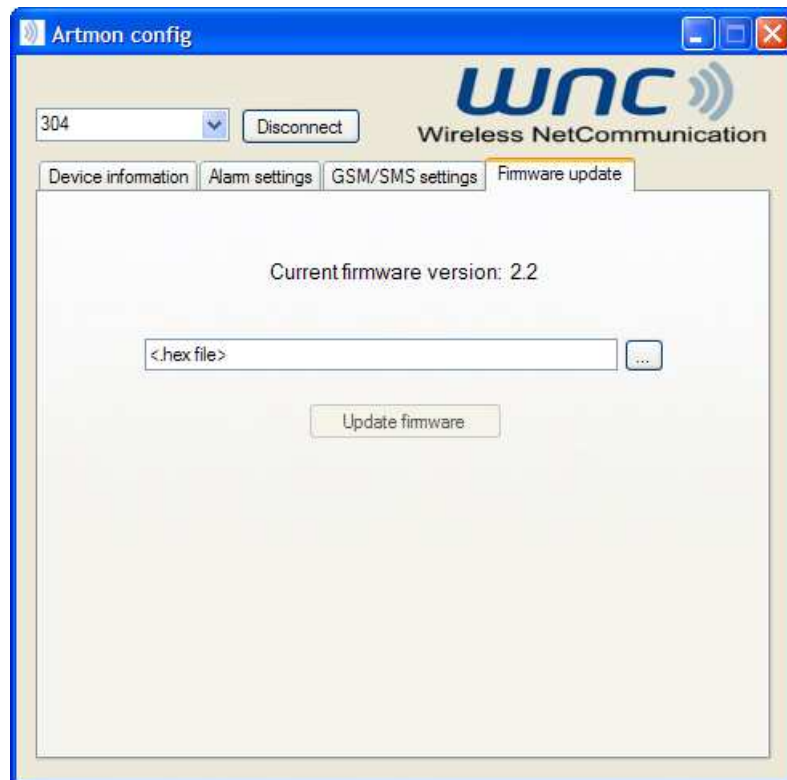 Artmon config
wnc
Wireless NetCommunication
304
Disconnect
Device information
Alarm settings
GSM/SMS settings
Firmware update
Current firmware version: 2.2
<.hex file>
...
Update firmware